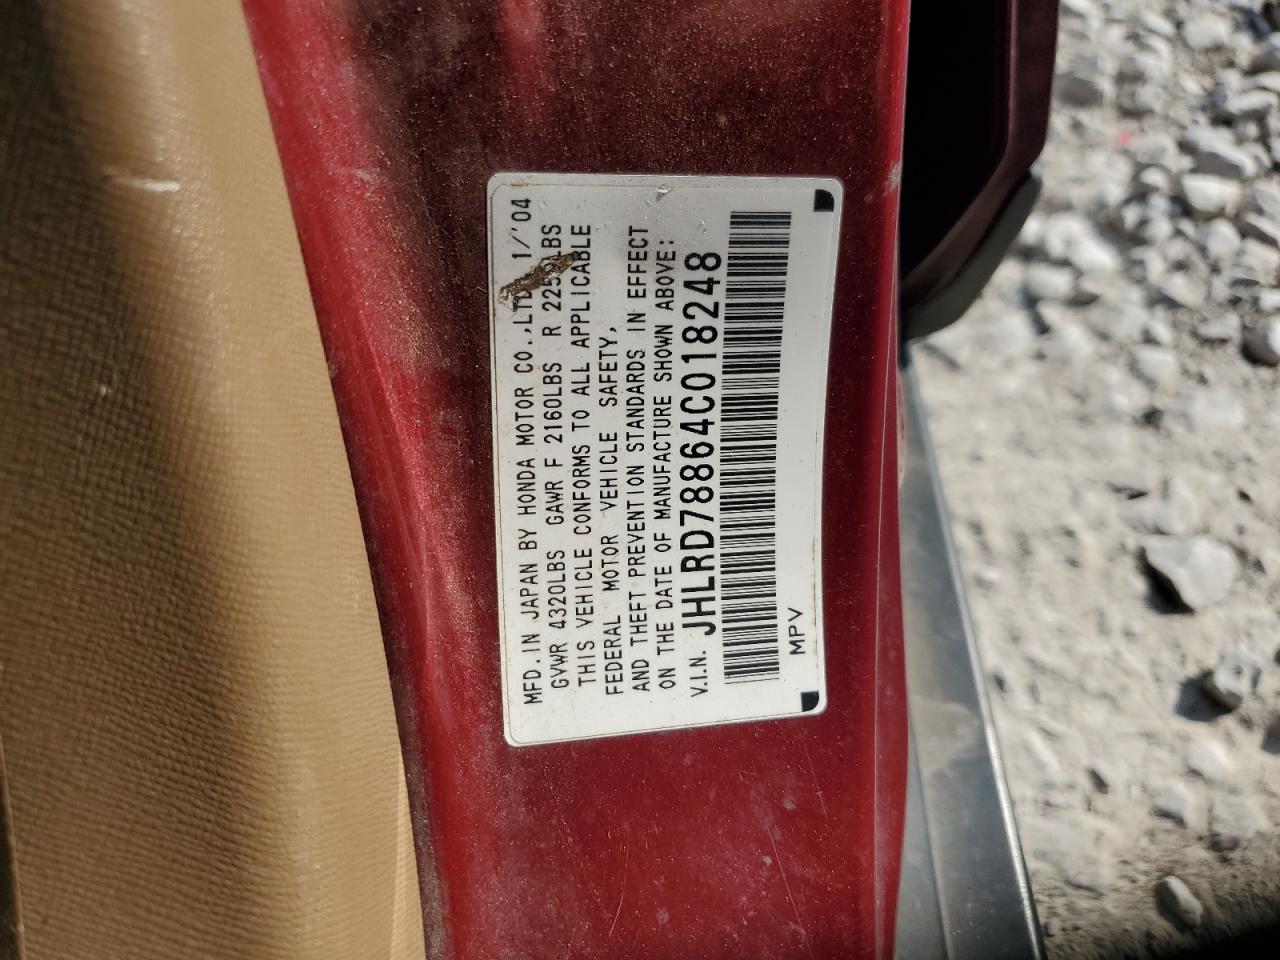 MFD. IN JAPAN BY HONDA MOTOR CO., LTD 1/'04
GVWR 4320LBS GAWR F 2160LBS R LBS
THIS VEHICLE CONFORMS TO ALL APPLICABLE
FEDERAL MOTOR VEHICLE SAFETY,
AND THEFT PREVENTION STANDARDS IN EFFECT
ON THE DATE OF MANUFACTURE SHOWN ABOVE:
V.I.N. JHLRD78864C018248
MPV